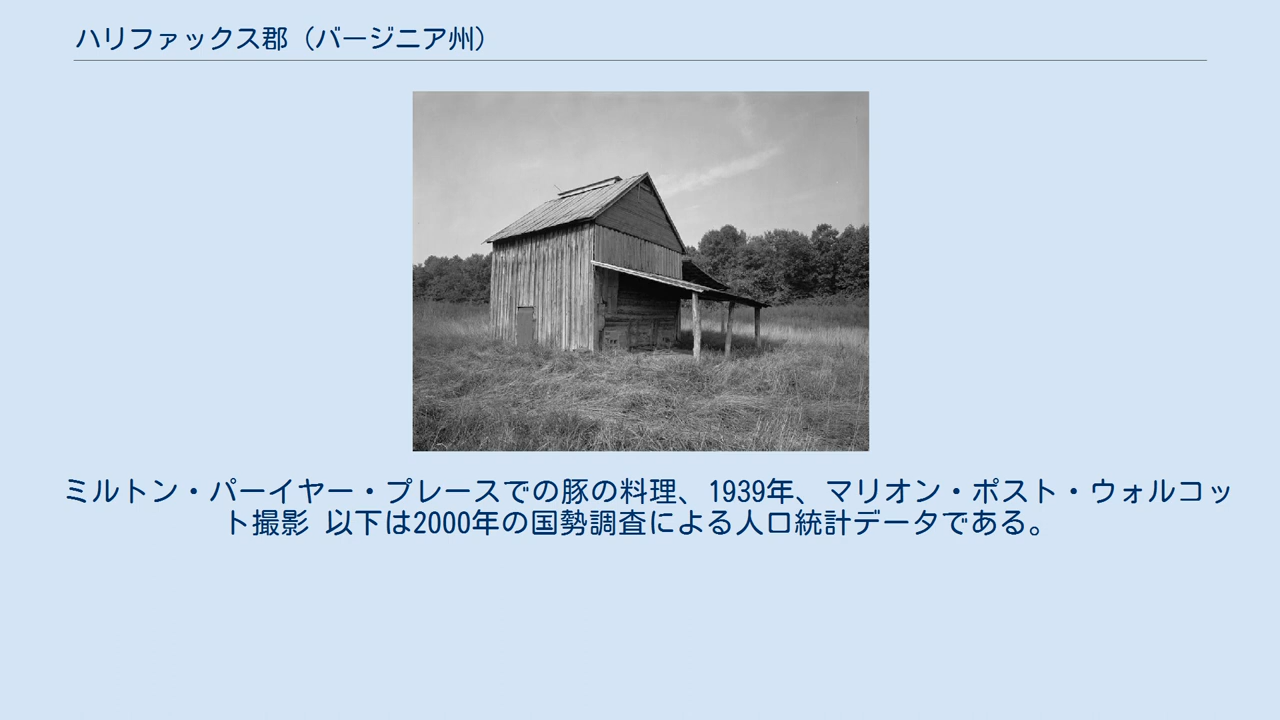 ハリファックス郡（バージニア州）
ミルトン・パーイヤー・プレースでの豚の料理、1939年、マリオン・ポスト・ウォルコッ
ト撮影 以下は2000年の国勢調査による人口統計データである。